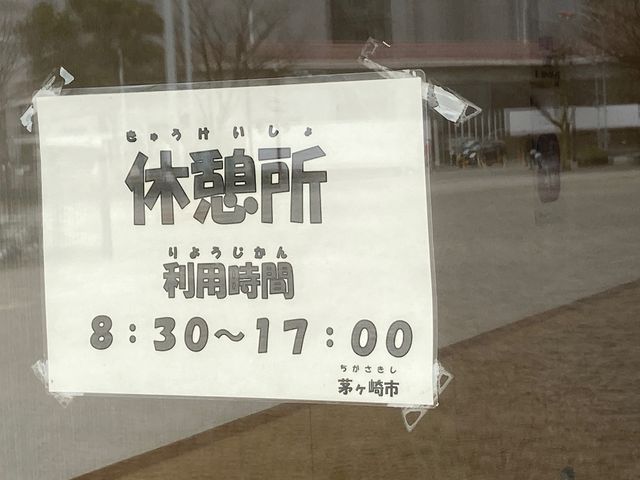 きゅうけいしょ
休憩所
りようじかん
利用時間
8:30～17:00
ちがさきし
茅ヶ崎市